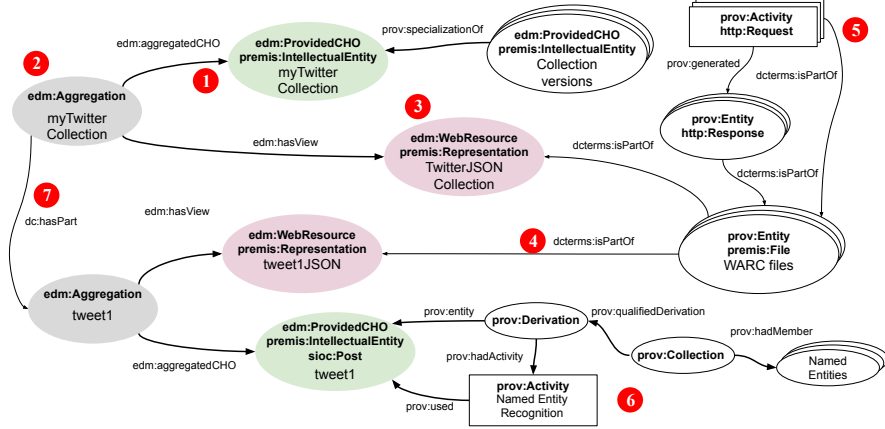 edm:aggregatedCHO
2
edm:Aggregation
myTwitter
Collection
1
edm:ProvidedCHO
premis:IntellectualEntity
myTwitter
Collection
prov:specializationOf
edm:ProvidedCHO
premis:IntellectualEntity
Collection
versions
prov:Activity
http:Request
5
prov:generated
dcterms:isPartOf
prov:Entity
http:Response
dcterms:isPartOf
edm:hasView
3
edm:WebResource
premis:Representation
TwitterJSON
Collection
dcterms:isPartOf
7
dc:hasPart
edm:hasView
edm:WebResource
premis:Representation
tweet1JSON
4
dcterms:isPartOf
prov:Entity
premis:File
WARC files
edm:Aggregation
tweet1
edm:aggregatedCHO
edm:ProvidedCHO
premis:IntellectualEntity
sioc:Post
tweet1
prov:entity
prov:Derivation
prov:qualifiedDerivation
prov:hadActivity
prov:Collection
prov:hadMember
Named
Entities
prov:used
prov:Activity
Named Entity
Recognition
6